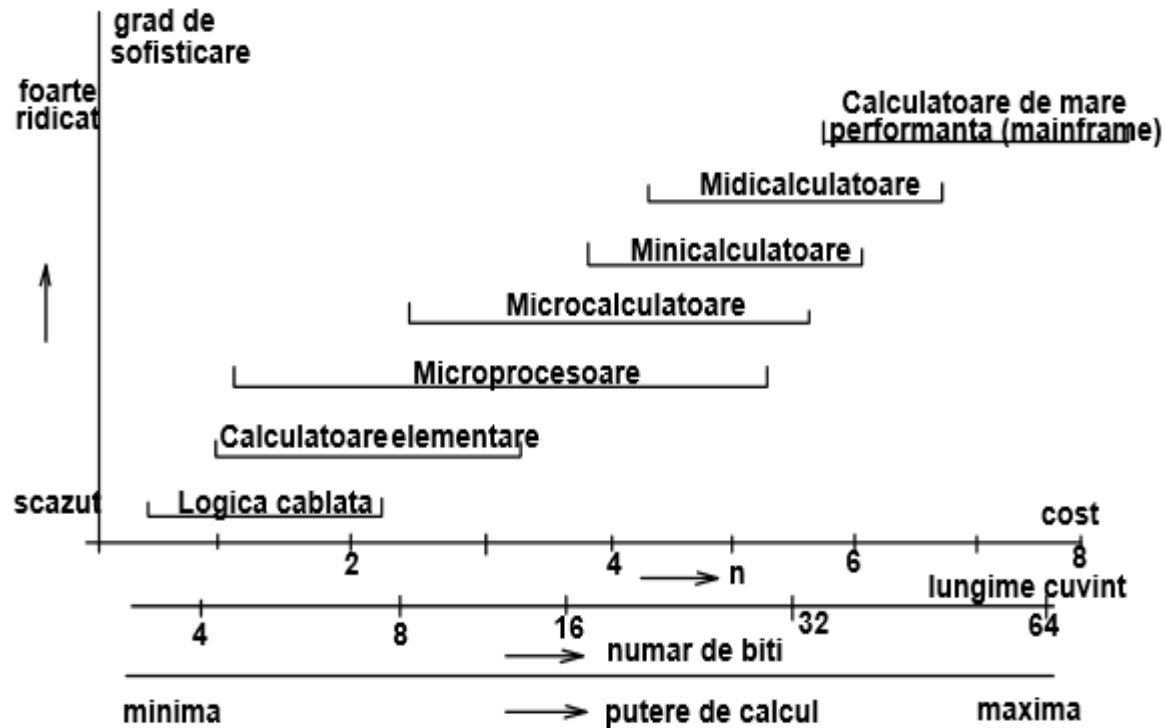 grad de
sofisticare
foarte
ridicat
Calculatoare de mare
performanta (mainframe)
Midicalculatoare
Minicalculatoare
Microcalculatoare
Microprocesoare
Calculatoare elementare
scazut
Logica cablata
cost
2 4 6 8
n
lungime cuvint
4 8 16 32 64
numar de biti
minima
putere de calcul
maxima